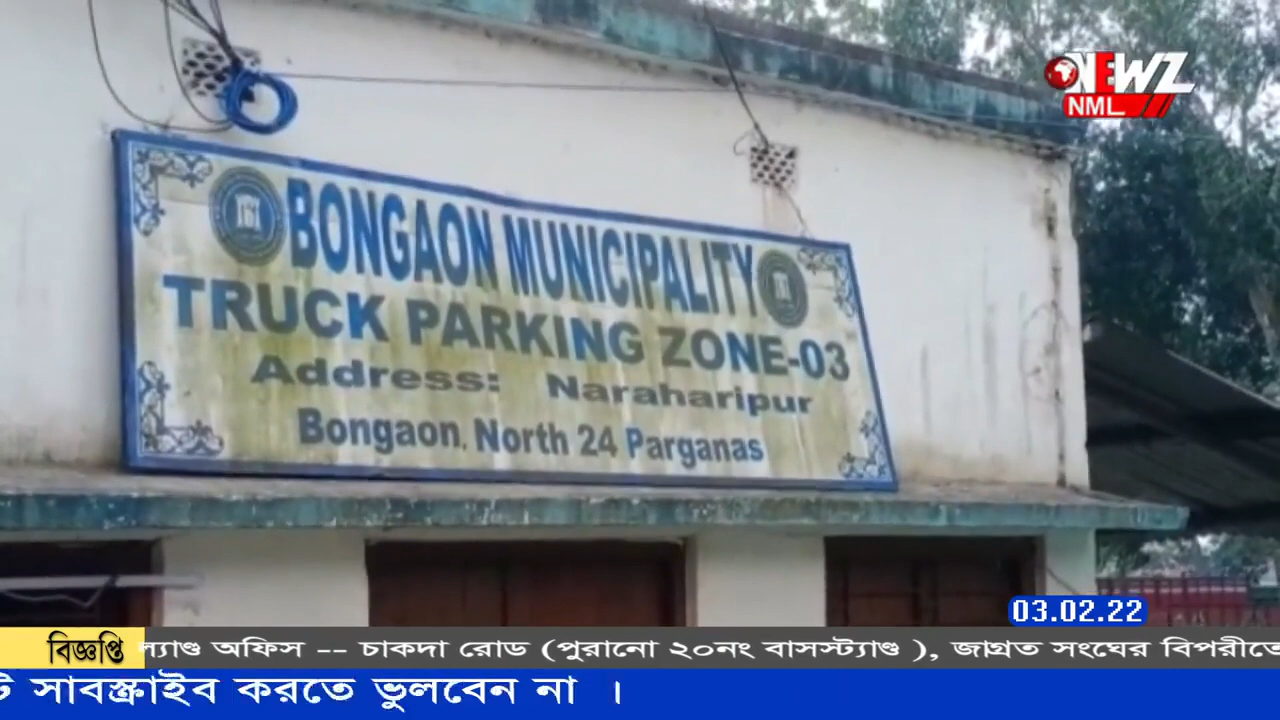 NEWZ
NML
BONGAON MUNICIPALITY
TRUCK PARKING ZONE-03
Address: Naraharipur
Bongaon, North 24 Parganas
03.02.22
বিজ্ঞপ্তি
ল্যাণ্ড অফিস -- চাকদা রোড (পুরানো ২০নং বাসস্ট্যাণ্ড ), জাগ্রত সংঘের বিপরীতে
সাবস্ক্রাইব করতে ভুলবেন না ।